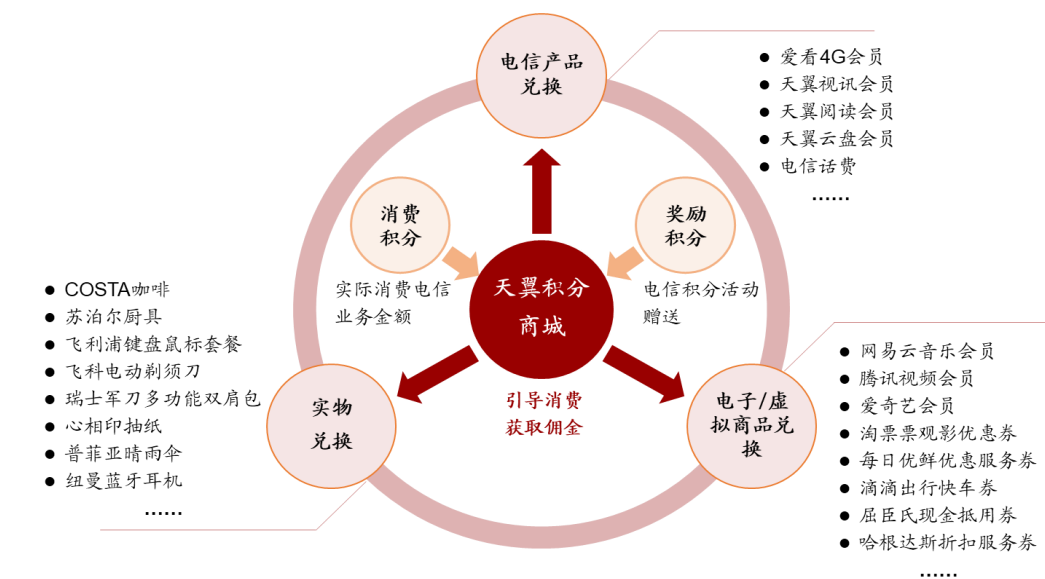 电信产品
兑换
● 爱看4G会员
● 天翼视讯会员
● 天翼阅读会员
● 天翼云盘会员
● 电信话费
......
消费
积分
实际消费电信
业务金额
奖励
积分
电信积分活动
赠送
天翼积分
商城
引导消费
获取佣金
● COSTA咖啡
● 苏泊尔厨具
● 飞利浦键盘鼠标套餐
● 飞科电动剃须刀
● 瑞士军刀多功能双肩包
● 心相印抽纸
● 普菲亚晴雨伞
● 纽曼蓝牙耳机
......
实物
兑换
电子/虚
拟商品兑
换
● 网易云音乐会员
● 腾讯视频会员
● 爱奇艺会员
● 淘票票观影优惠券
● 每日优鲜优惠服务券
● 滴滴出行快车券
● 屈臣氏现金抵用券
● 哈根达斯折扣服务券
......